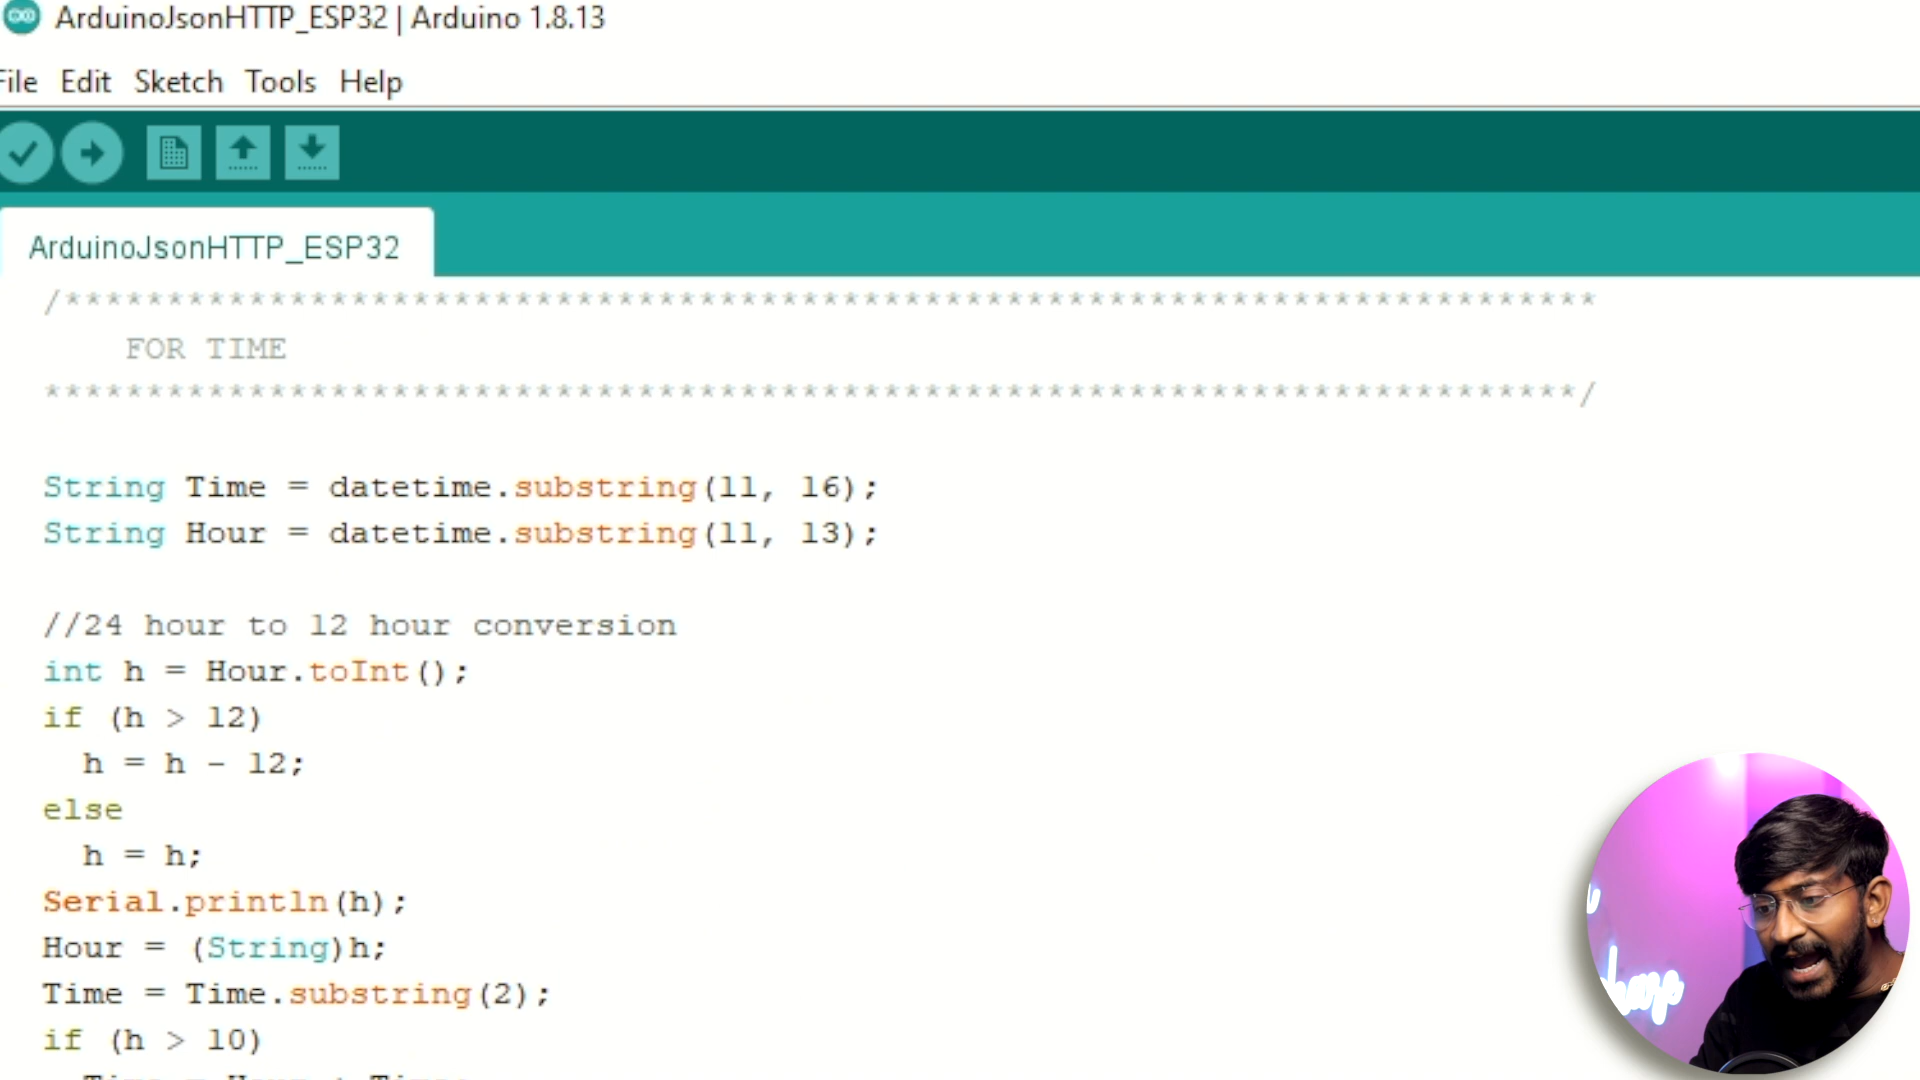 ArduinoJsonHTTP_ESP32 | Arduino 1.8.13
File Edit Sketch Tools Help
ArduinoJsonHTTP_ESP32
/***************************************************************************
FOR TIME
***************************************************************************/
String Time = datetime.substring(11, 16);
String Hour = datetime.substring(11, 13);
//24 hour to 12 hour conversion
int h = Hour.toInt();
if (h > 12)
h = h - 12;
else
h = h;
Serial.println(h);
Hour = (String)h;
Time = Time.substring(2);
if (h > 10)